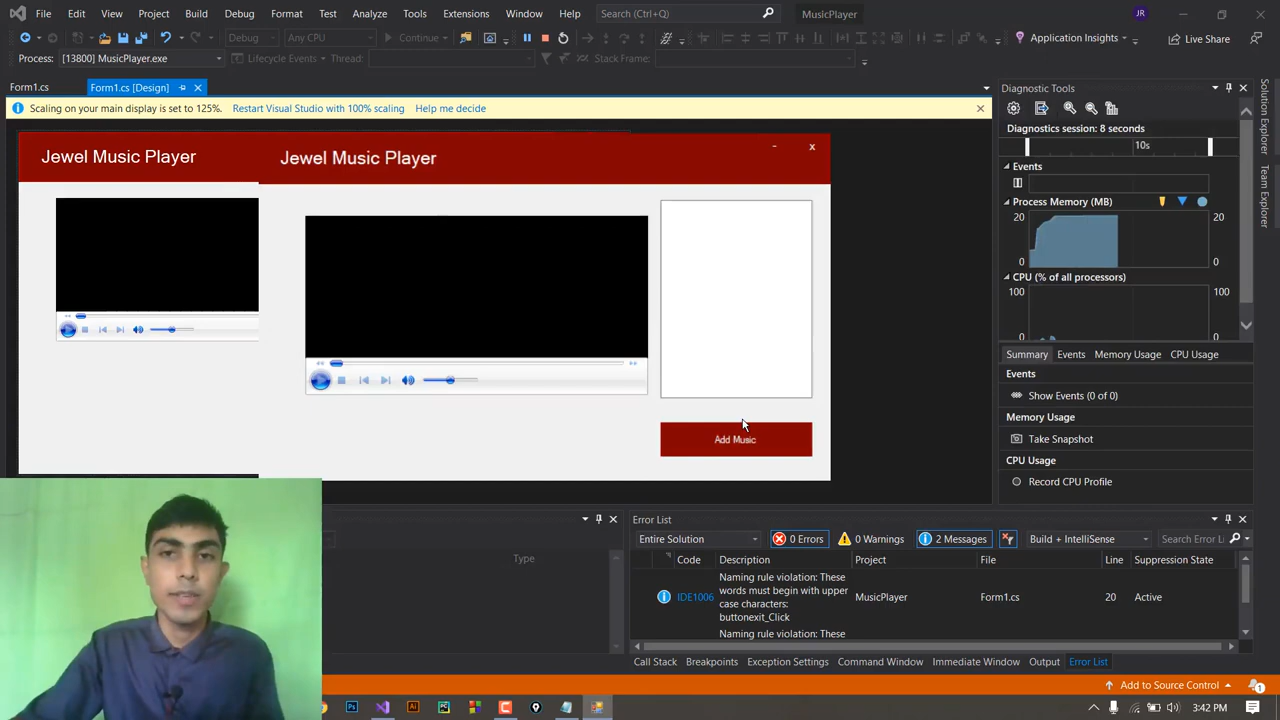 File Edit View Project Build Debug Format Test Analyze Tools Extensions Window Help Search (Ctrl+Q) MusicPlayer JR
Debug Any CPU Continue Application Insights Live Share
Process: [13800] MusicPlayer.exe Lifecycle Events Thread: Stack Frame:
Form1.cs Form1.cs [Design]
Scaling on your main display is set to 125%. Restart Visual Studio with 100% scaling Help me decide
Jewel Music Player
Jewel Music Player - x
Add Music
Diagnostic Tools
Diagnostics session: 8 seconds
10s
Events
Process Memory (MB)
20 20
0 0
CPU (% of all processors)
100 100
0 0
Summary Events Memory Usage CPU Usage
Events
Show Events (0 of 0)
Memory Usage
Take Snapshot
CPU Usage
Record CPU Profile
Solution Explorer
Team Explorer
Type
Error List
Entire Solution 0 Errors 0 Warnings 2 Messages Build + IntelliSense Search Error Li
Code Description Project File Line Suppression State
IDE1006 Naming rule violation: These
words must begin with upper
case characters:
buttonexit_Click MusicPlayer Form1.cs 20 Active
Naming rule violation: These
Call Stack Breakpoints Exception Settings Command Window Immediate Window Output Error List
Add to Source Control 1
Ps Ai PC
3:42 PM